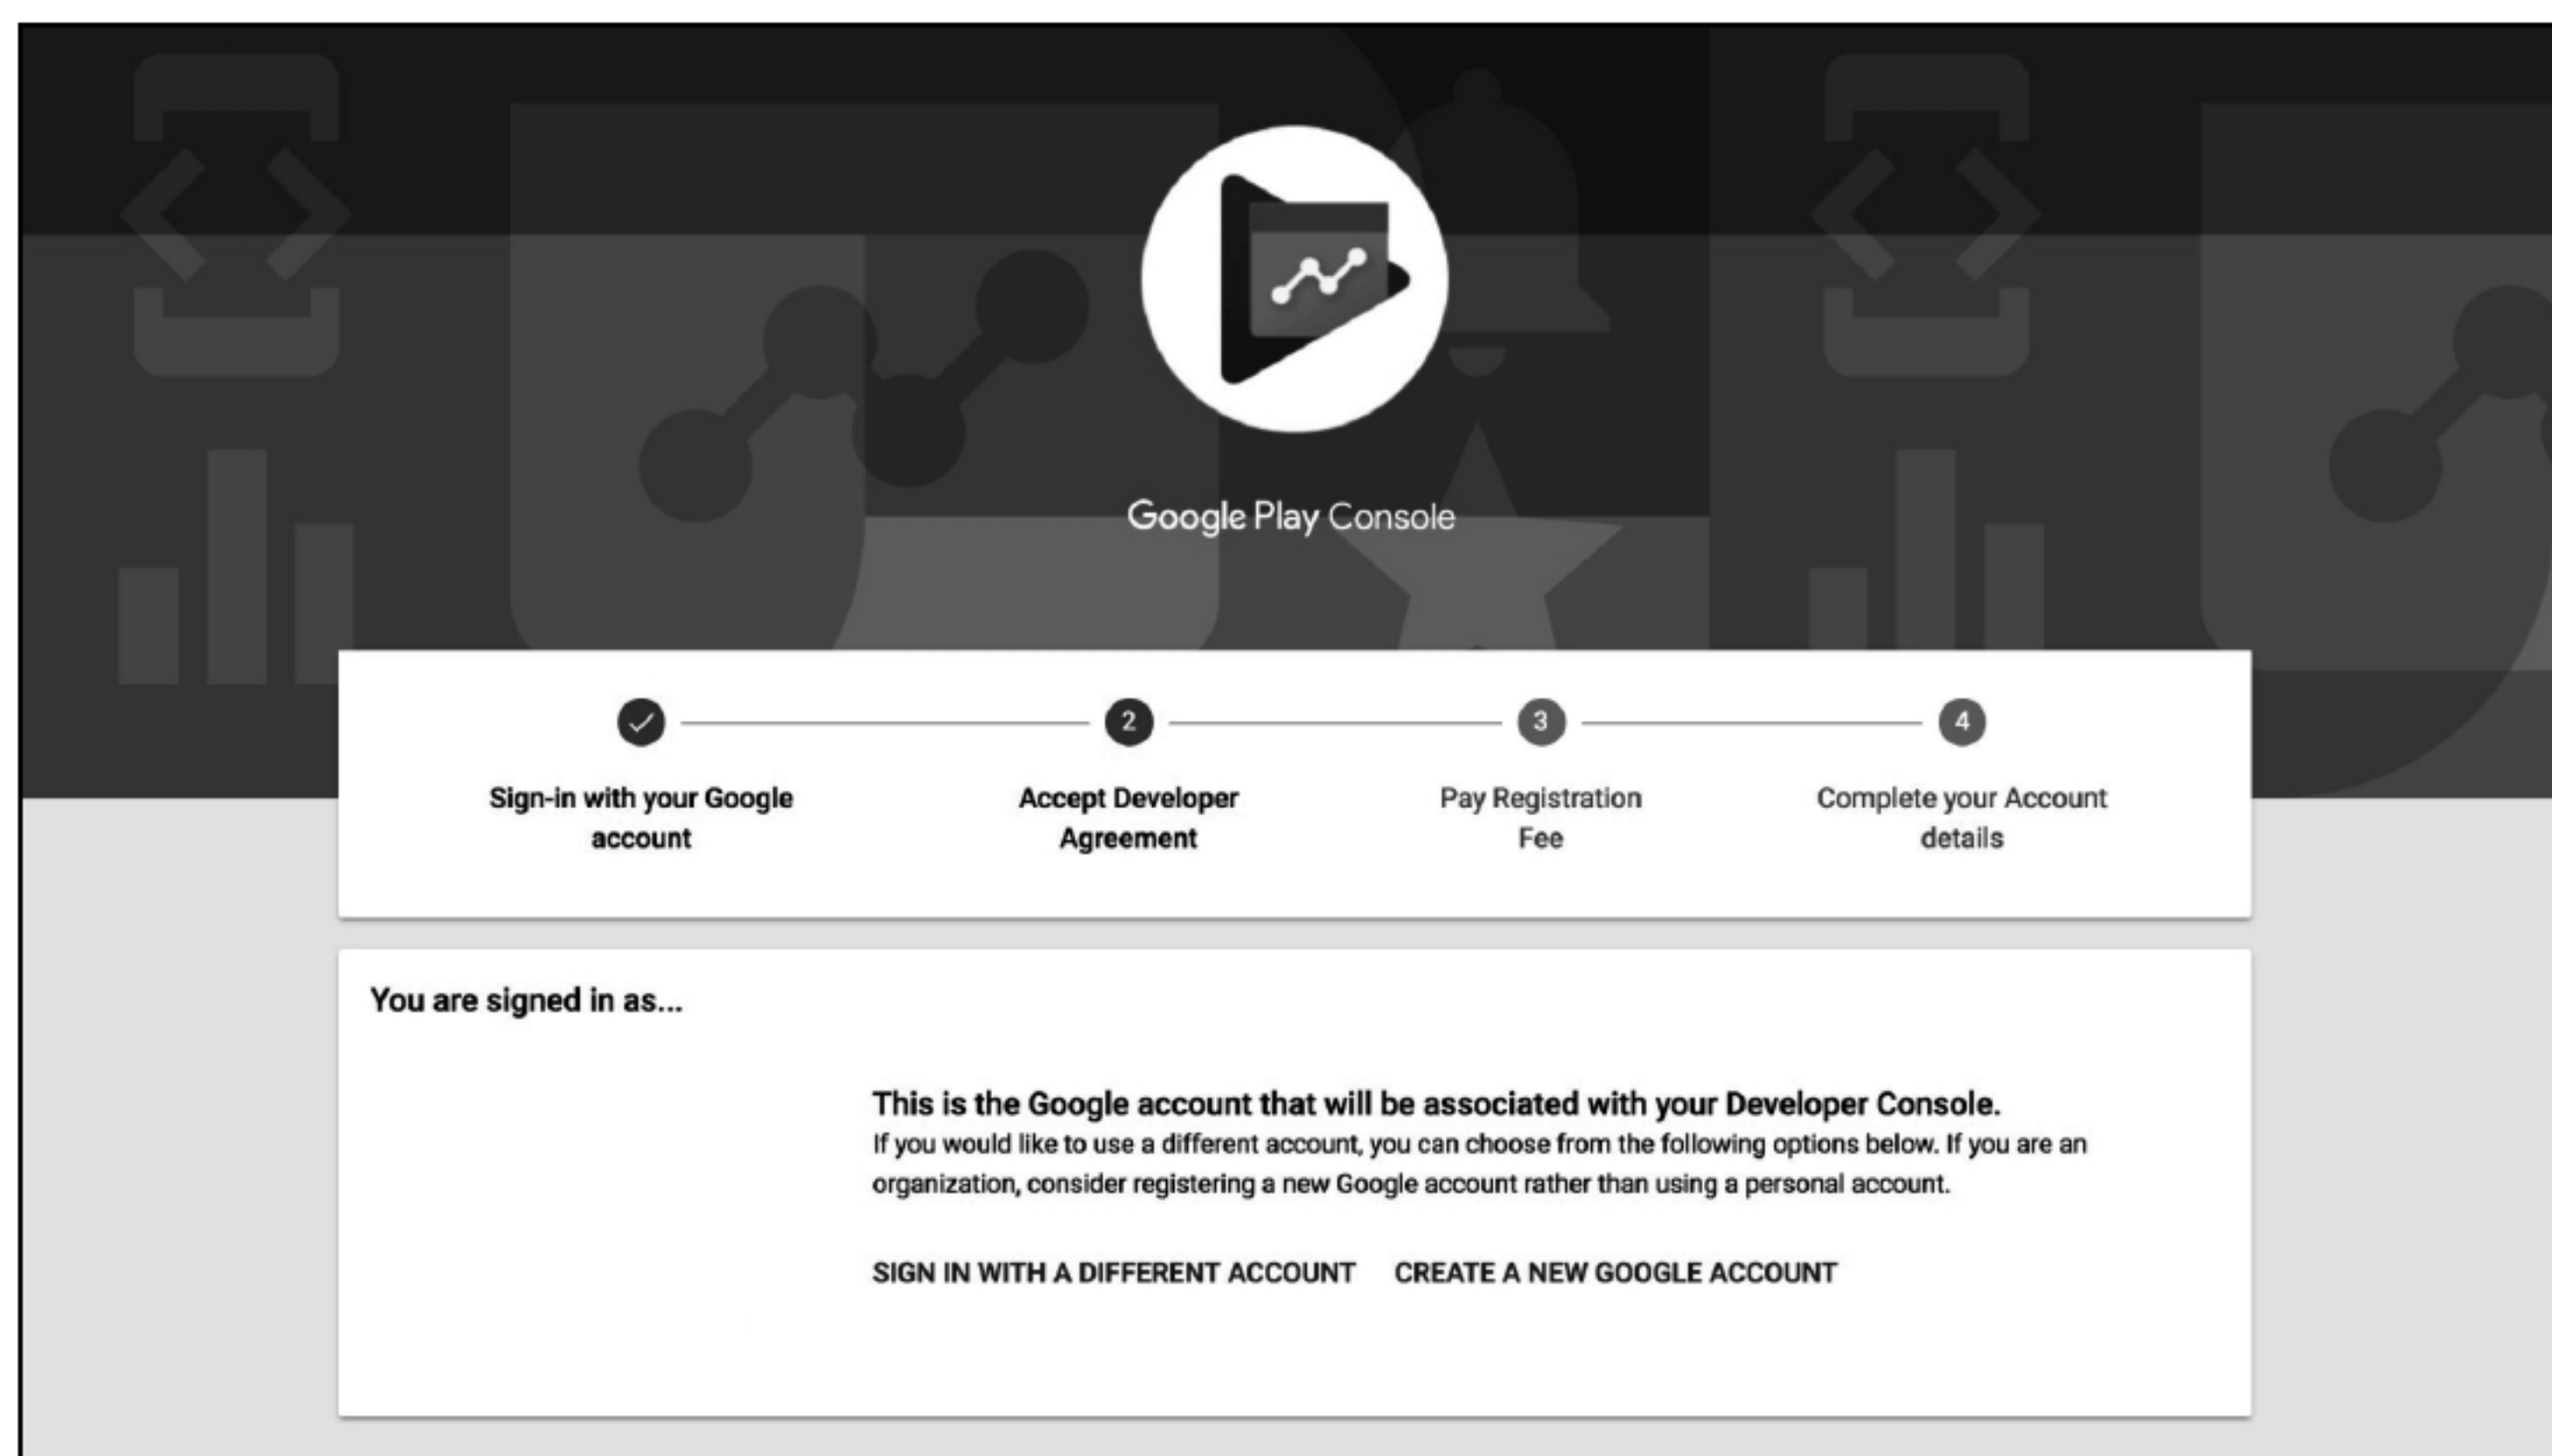 Google Play Console
2
3
4
Sign-in with your Google
account
Accept Developer
Agreement
Pay Registration
Fee
Complete your Account
details
You are signed in as...
This is the Google account that will be associated with your Developer Console.
If you would like to use a different account, you can choose from the following options below. If you are an
organization, consider registering a new Google account rather than using a personal account.
SIGN IN WITH A DIFFERENT ACCOUNT
CREATE A NEW GOOGLE ACCOUNT